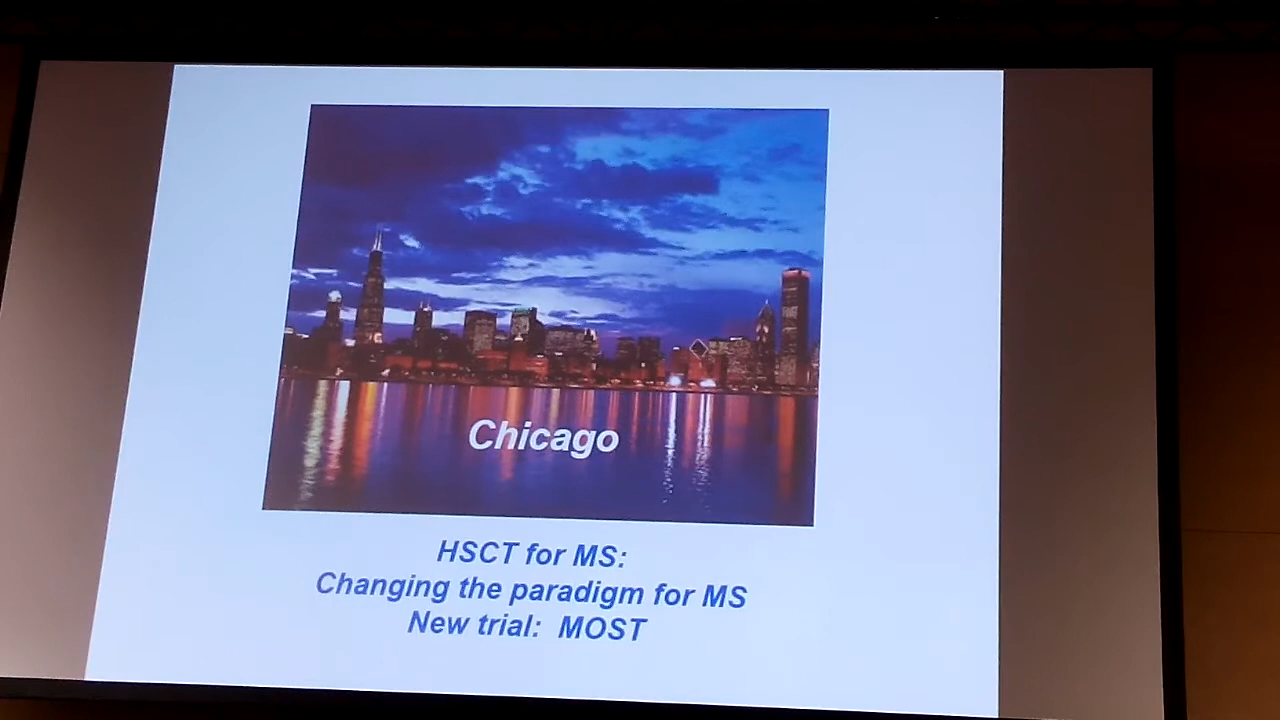 Chicago
HSCT for MS:
Changing the paradigm for MS
New trial: MOST